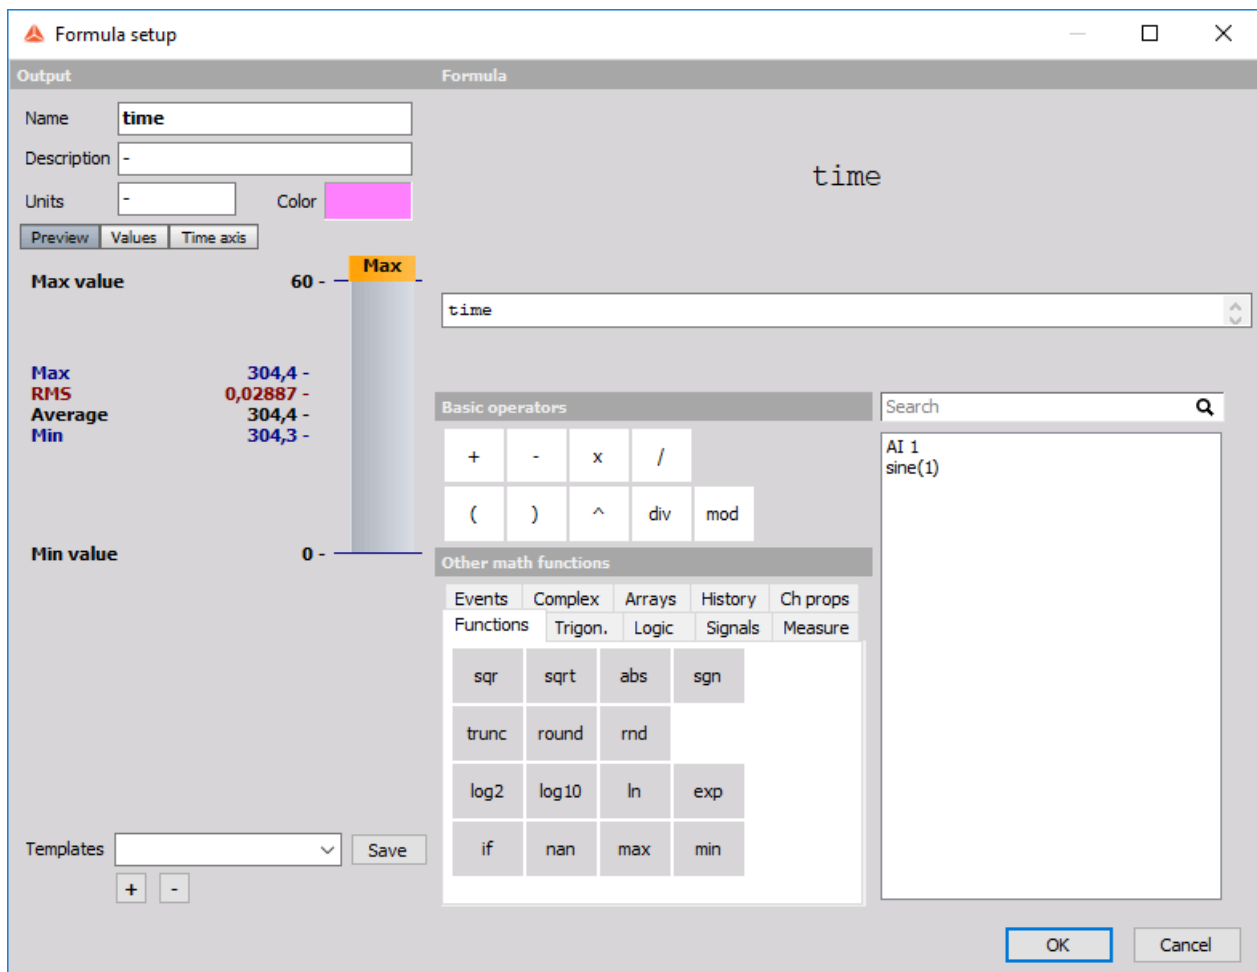 Formula setup
Output
Formula
Name time
Description -
Units - Color
time
Preview Values Time axis
Max
Max value 60 -
time
Max 304,4 -
RMS 0,02887 -
Average 304,4 -
Min 304,3 -
Basic operators
Search
+ - x /
AI 1
sine(1)
( ) ^ div mod
Min value 0 -
Other math functions
Events Complex Arrays History Ch props
Functions Trigon. Logic Signals Measure
sqr sqrt abs sgn
trunc round rnd
log2 log10 ln exp
if nan max min
Templates Save
+ -
OK Cancel